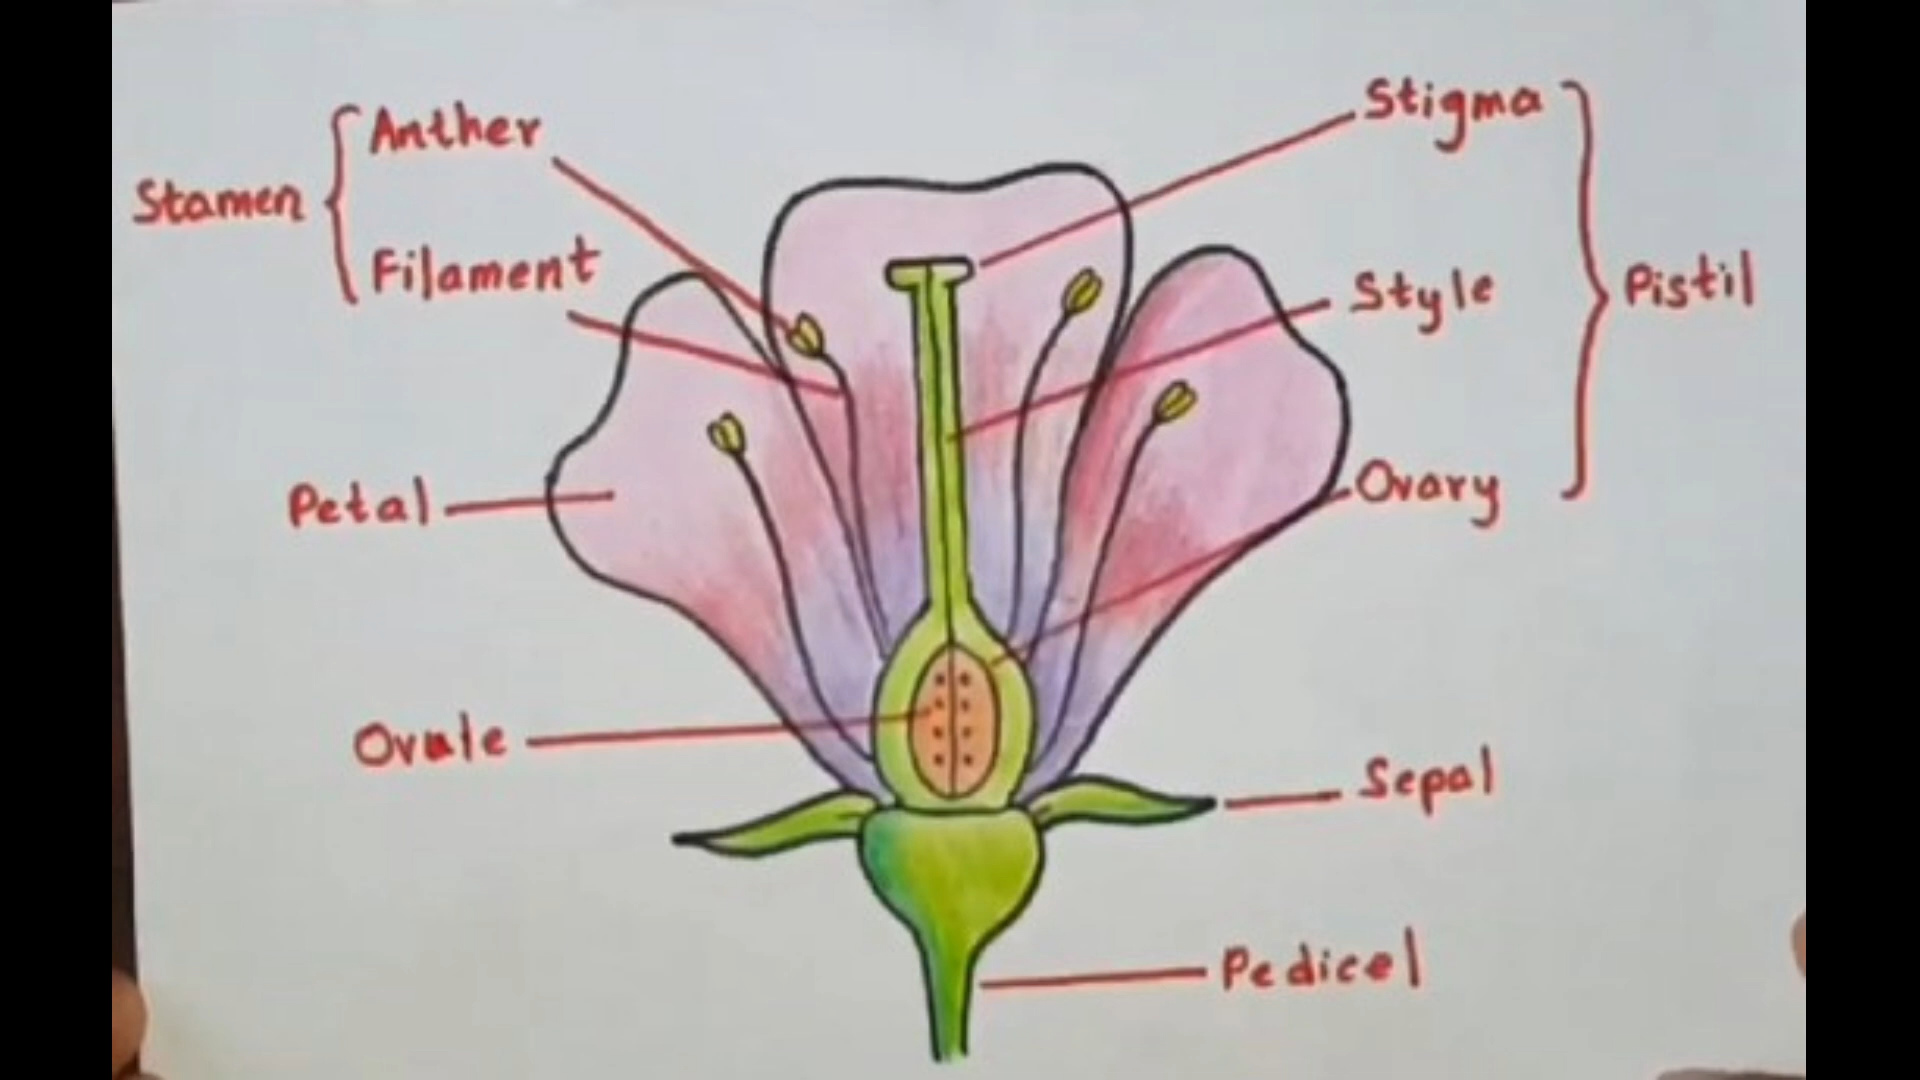 Anther
Stamen
Filament
Petal
Ovule
Stigma
Style
Pistil
Ovary
Sepal
Pedicel